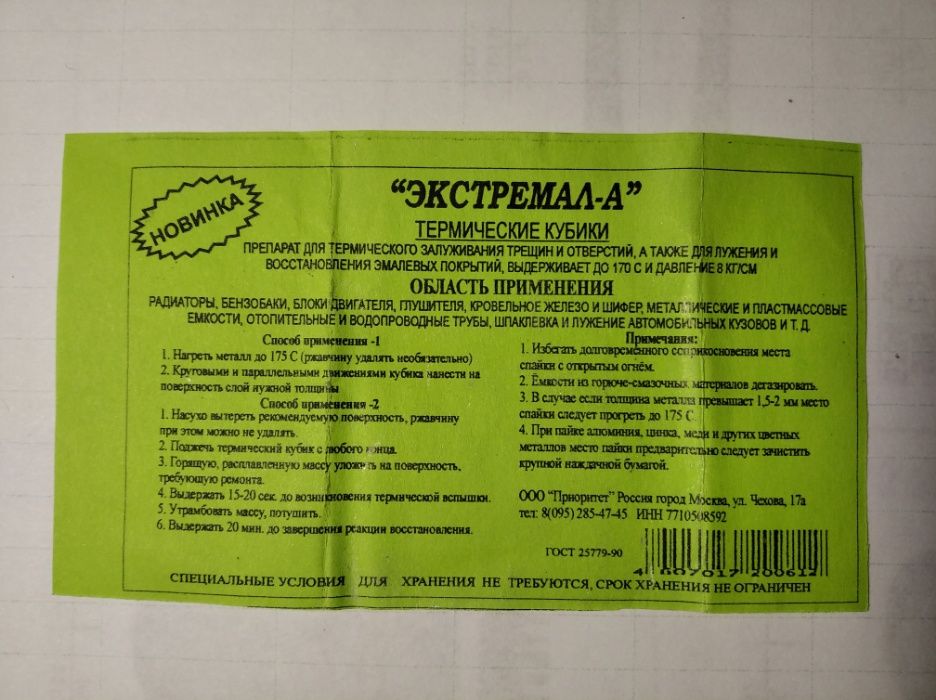 НОВИНКА
“ЭКСТРЕМАЛ-А”
ТЕРМИЧЕСКИЕ КУБИКИ
ПРЕПАРАТ ДЛЯ ТЕРМИЧЕСКОГО ЗАЛУЖИВАНИЯ ТРЕЩИН И ОТВЕРСТИЙ, А ТАКЖЕ ДЛЯ ЛУЖЕНИЯ И
ВОССТАНОВЛЕНИЯ ЭМАЛЕВЫХ ПОКРЫТИЙ, ВЫДЕРЖИВАЕТ ДО 170 С И ДАВЛЕНИЕ 8 КГ/СМ
ОБЛАСТЬ ПРИМЕНЕНИЯ
РАДИАТОРЫ, БЕНЗОБАКИ, БЛОКИ ДВИГАТЕЛЯ, ГЛУШИТЕЛЯ, КРОВЕЛЬНОЕ ЖЕЛЕЗО И ШИФЕР, МЕТАЛЛИЧЕСКИЕ И ПЛАСТМАССОВЫЕ
ЕМКОСТИ, ОТОПИТЕЛЬНЫЕ И ВОДОПРОВОДНЫЕ ТРУБЫ, ШПАКЛЕВКА И ЛУЖЕНИЕ АВТОМОБИЛЬНЫХ КУЗОВОВ И Т. Д.
Способ применения -1
1. Нагреть металл до 175 С (ржавчину удалять необязательно)
2. Круговыми и параллельными движениями кубика нанести на
поверхность слой нужной толщины
Способ применения -2
1. Насухо вытереть рекомендуемую поверхность, ржавчину
при этом можно не удалять.
2. Поджечь термический кубик с любого конца.
3. Горящую, расплавленную массу уложить на поверхность,
требующую ремонта.
4. Выдержать 15-20 сек. до возникновения термической вспышки.
5. Утрамбовать массу, потушить.
6. Выдержать 20 мин. до завершения реакции восстановления.
Примечания:
1. Избегать долговременного соприкосновения места
спайки с открытым огнём.
2. Ёмкости из горюче-смазочных материалов дегазировать.
3. В случае если толщина металла превышает 1,5-2 мм место
спайки следует прогреть до 175 С.
4. При пайке алюминия, цинка, меди и других цветных
металлов место пайки предварительно следует зачистить
крупной наждачной бумагой.
ООО “Приоритет” Россия город Москва, ул. Чехова, 17а
тел: 8(095) 285-47-45 ИНН 7710508592
ГОСТ 25779-90
4 607017 200612
СПЕЦИАЛЬНЫЕ УСЛОВИЯ ДЛЯ ХРАНЕНИЯ НЕ ТРЕБУЮТСЯ, СРОК ХРАНЕНИЯ НЕ ОГРАНИЧЕН